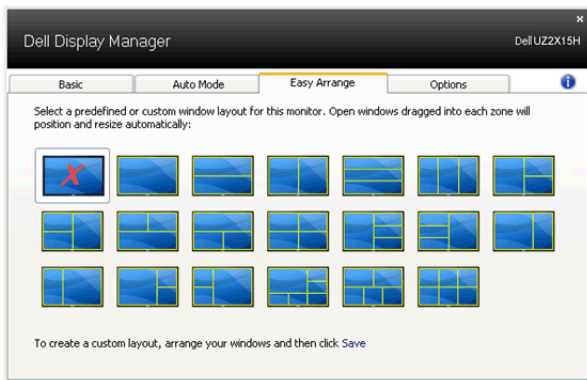 Dell Display Manager
Dell UZ2X15H
Basic
Auto Mode
Easy Arrange
Options
Select a predefined or custom window layout for this monitor. Open windows dragged into each zone will
position and resize automatically:
To create a custom layout, arrange your windows and then click Save